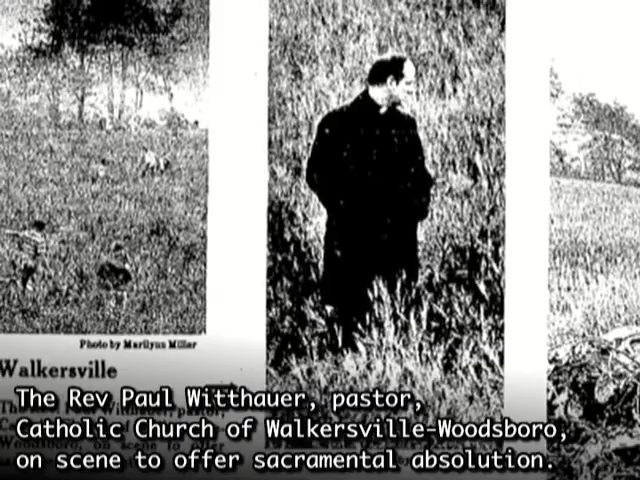 Photo by Marilynn Miller
Walkersville
The Rev Paul Witthauer, pastor,
Catholic Church of Walkersville-Woodsboro,
on scene to offer sacramental absolution.